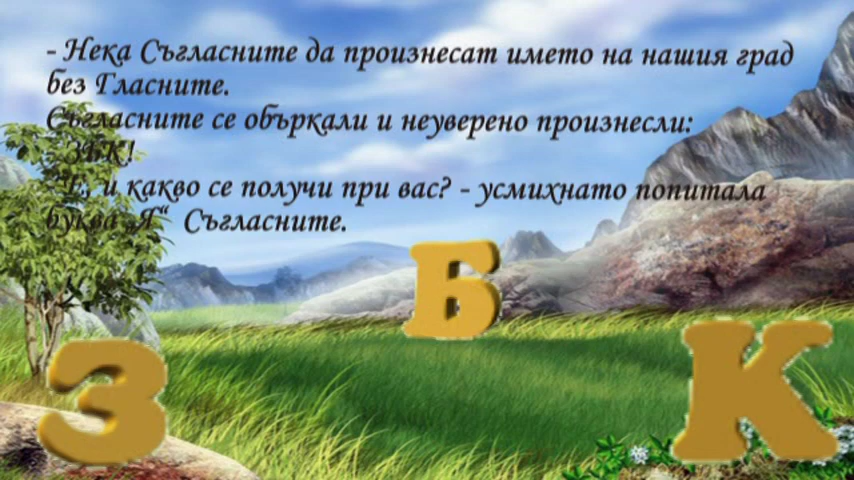 - Нека Съгласните да произнесат името на нашия град
без Гласните.
Съгласните се объркали и неуверено произнесли:
- ЗБК!
- Е, и какво се получи при вас? - усмихнато попитала
буква „Я“ Съгласните.
Б
З
К